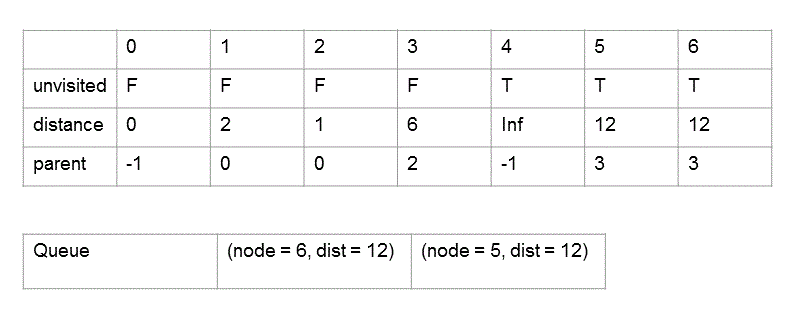 0 1 2 3 4 5 6
unvisited F F F F T T T
distance 0 2 1 6 Inf 12 12
parent -1 0 0 2 -1 3 3
Queue (node = 6, dist = 12) (node = 5, dist = 12)